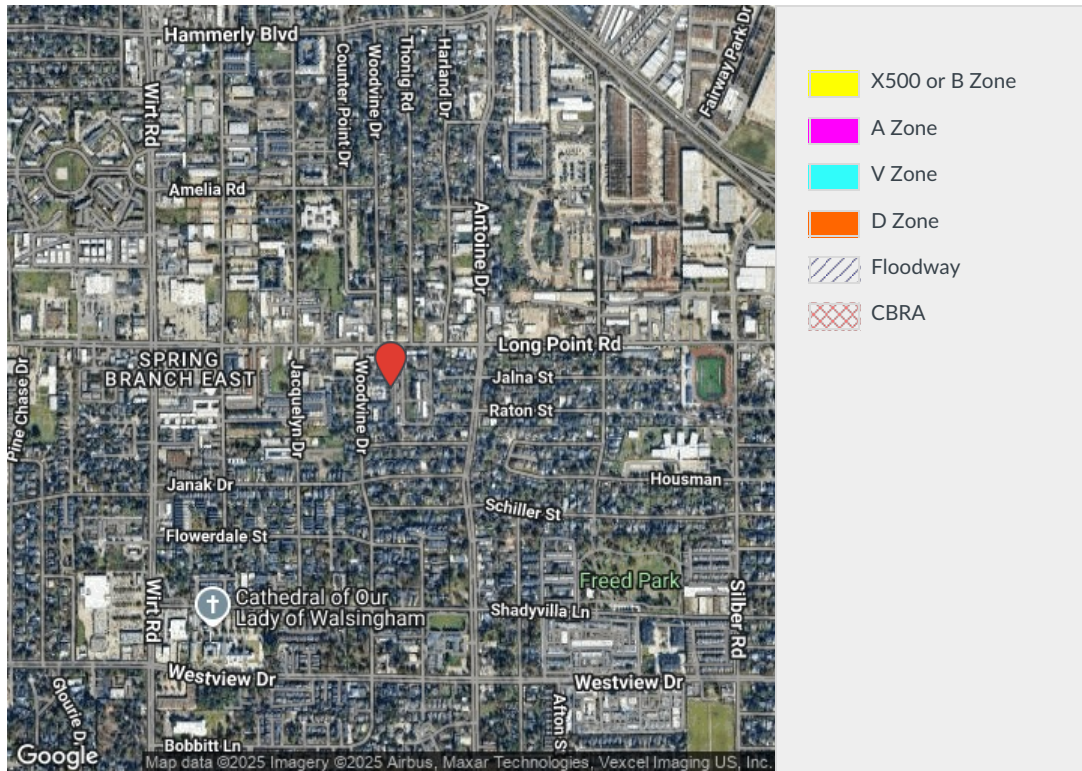 Hammerly Blvd
Wirt Rd
Counter Point Dr
Woodvine Dr
Thonig Rd
Harland Dr
Fairway Park Dr
Amelia Rd
Antoine Dr
Long Point Rd
SPRING
BRANCH EAST
Pine Chase Dr
Jacquelyn Dr
Woodvine Dr
Jalna St
Raton St
Janak Dr
Housman
Schiller St
Flowerdale St
Freed Park
Wirt Rd
Cathedral of Our
Lady of Walsingham
Shadyvilla Ln
Silber Rd
Westview Dr
Westview Dr
Glourie D
Afton S
Bobbitt Ln
Google
Map data ©2025 Imagery ©2025 Airbus, Maxar Technologies, Vexcel Imaging US, Inc.
X500 or B Zone
A Zone
V Zone
D Zone
Floodway
CBRA